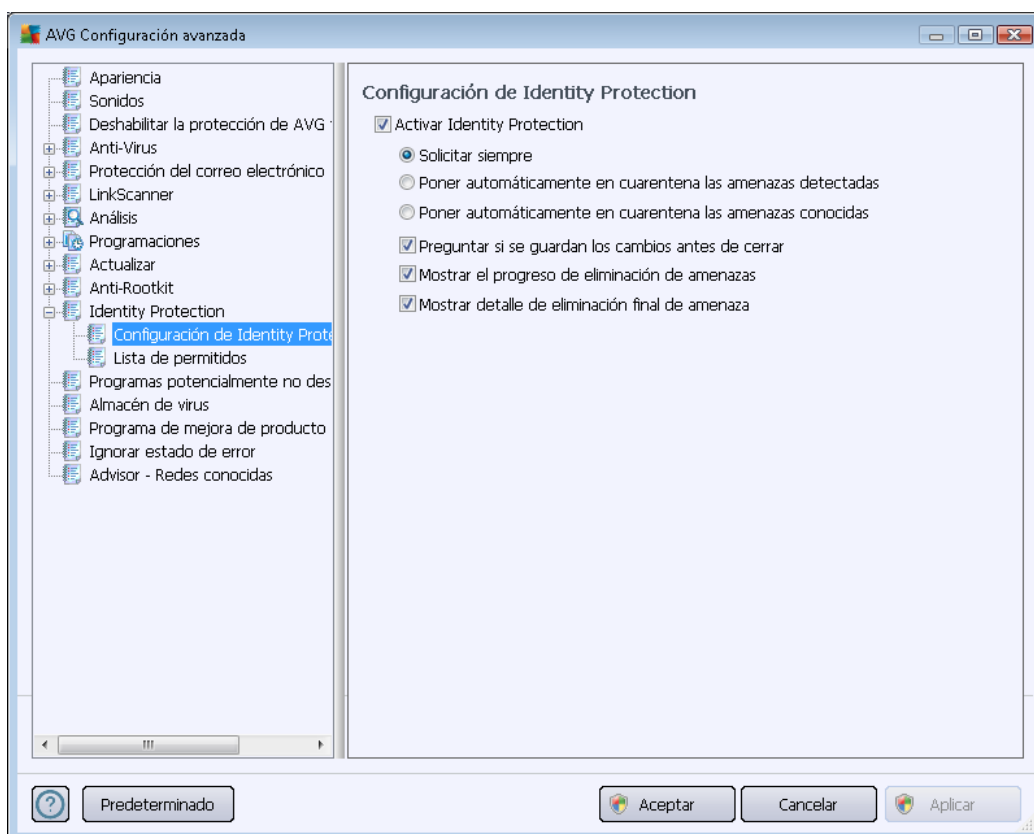 AVG Configuración avanzada
Apariencia
Sonidos
Deshabilitar la protección de AVG
Anti-Virus
Protección del correo electrónico
LinkScanner
Análisis
Programaciones
Actualizar
Anti-Rootkit
Identity Protection
Configuración de Identity Prote
Lista de permitidos
Programas potencialmente no des
Almacén de virus
Programa de mejora de producto
Ignorar estado de error
Advisor - Redes conocidas
Configuración de Identity Protection
Activar Identity Protection
Solicitar siempre
Poner automáticamente en cuarentena las amenazas detectadas
Poner automáticamente en cuarentena las amenazas conocidas
Preguntar si se guardan los cambios antes de cerrar
Mostrar el progreso de eliminación de amenazas
Mostrar detalle de eliminación final de amenaza
Predeterminado
Aceptar
Cancelar
Aplicar